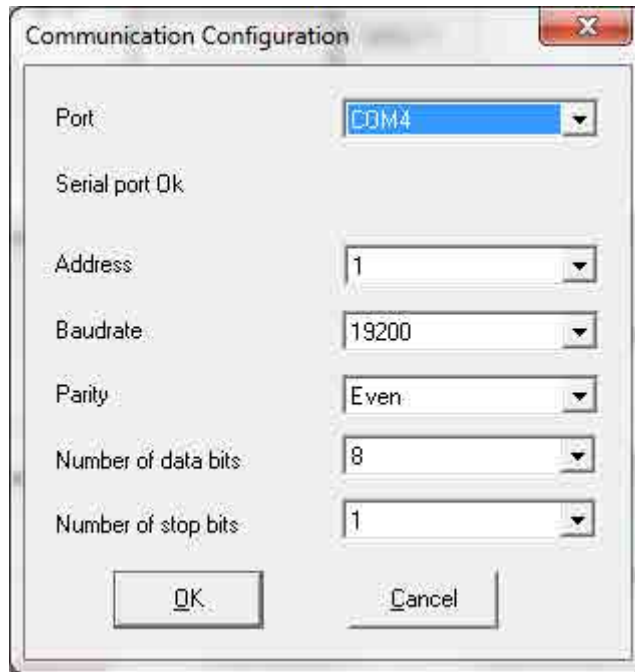 Communication Configuration
Port COM4
Serial port Ok
Address 1
Baudrate 19200
Parity Even
Number of data bits 8
Number of stop bits 1
OK Cancel